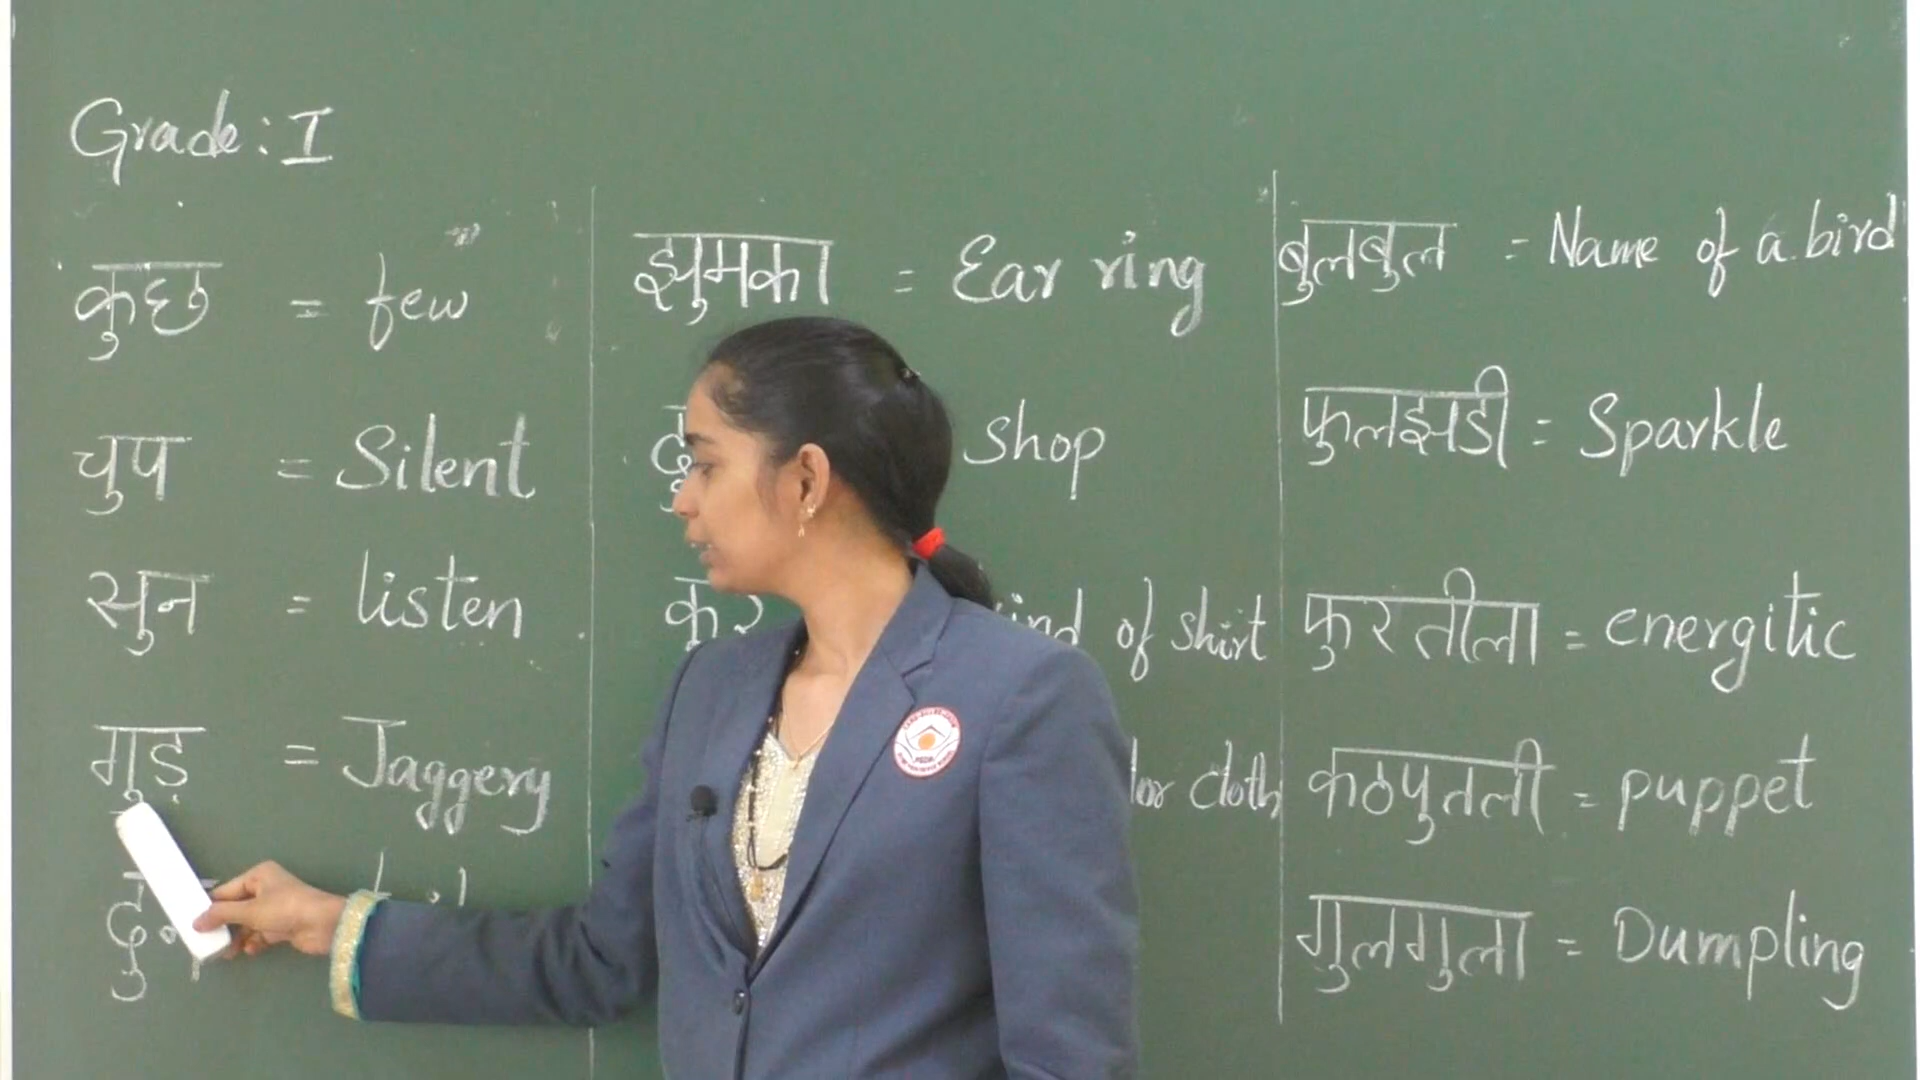 Grade: I
कुछ = few
चुप = Silent
सुन = listen
गुड़ = Jaggery
झुमका = Ear ring
shop
of shirt
cloth
बुलबुल = Name of a bird
फुलझडी = Sparkle
फुरतीला = energitic
कठपुतली = puppet
गुलगुला = Dumpling